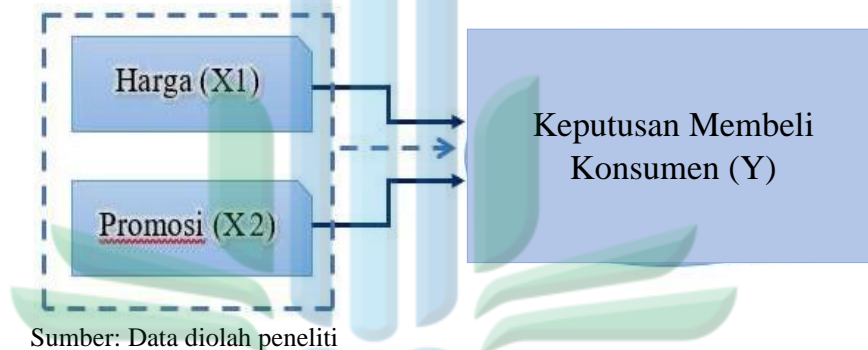 Harga (X1)
Keputusan Membeli
Konsumen (Y)
Promosi (X2)
Sumber: Data diolah peneliti